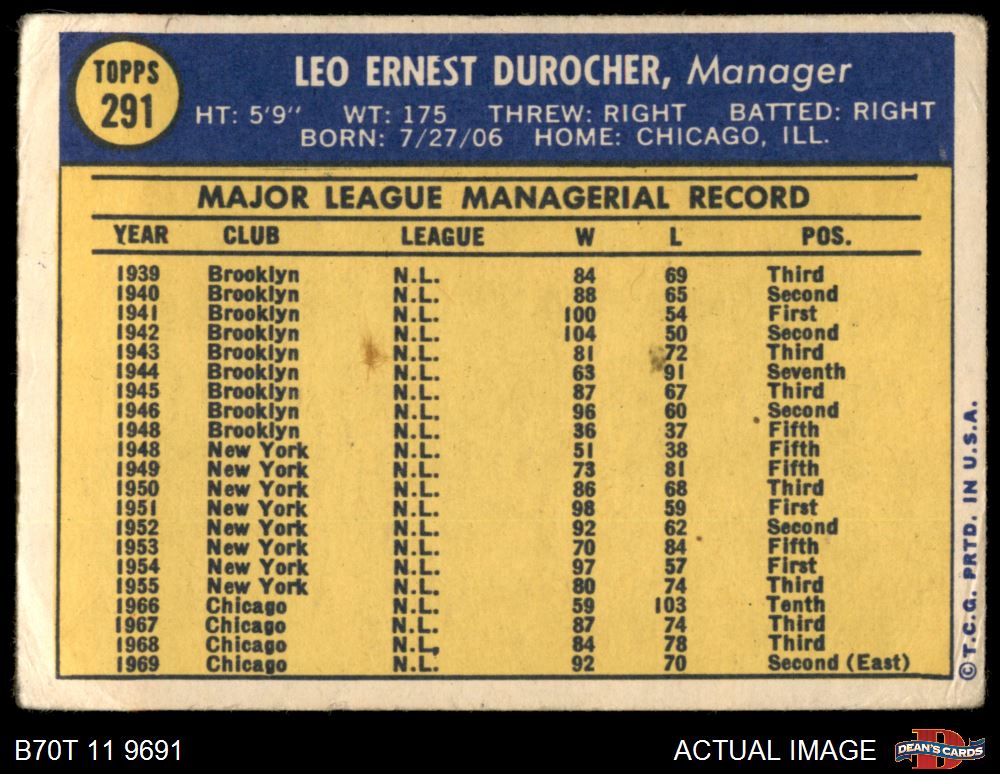 TOPPS
291
LEO ERNEST DUROCHER, Manager
HT: 5'9" WT: 175 THREW: RIGHT BATTED: RIGHT
BORN: 7/27/06 HOME: CHICAGO, ILL.
MAJOR LEAGUE MANAGERIAL RECORD
YEAR CLUB LEAGUE W L POS.
1939 Brooklyn N.L. 84 69 Third
1940 Brooklyn N.L. 88 65 Second
1941 Brooklyn N.L. 100 54 First
1942 Brooklyn N.L. 104 50 Second
1943 Brooklyn N.L. 81 72 Third
1944 Brooklyn N.L. 63 91 Seventh
1945 Brooklyn N.L. 87 67 Third
1946 Brooklyn N.L. 96 60 Second
1948 Brooklyn N.L. 36 37 Fifth
1948 New York N.L. 51 38 Fifth
1949 New York N.L. 73 81 Fifth
1950 New York N.L. 86 68 Third
1951 New York N.L. 98 59 First
1952 New York N.L. 92 62 Second
1953 New York N.L. 70 84 Fifth
1954 New York N.L. 97 57 First
1955 New York N.L. 80 74 Third
1966 Chicago N.L. 59 103 Tenth
1967 Chicago N.L. 87 74 Third
1968 Chicago N.L. 84 78 Third
1969 Chicago N.L. 92 70 Second (East)
© T.C.G. PRTD. IN U.S.A.
B70T 11 9691
ACTUAL IMAGE
DEAN'S CARDS